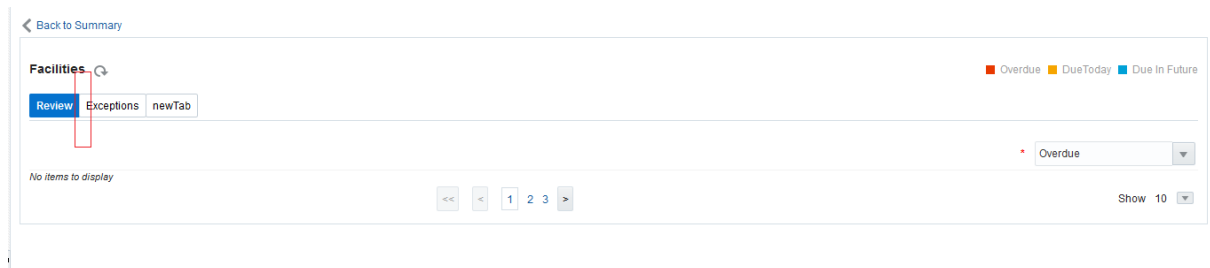 Back to Summary
Facilities
Overdue DueToday Due In Future
Review Exceptions newTab
* Overdue
No items to display
<< < 1 2 3 >
Show 10